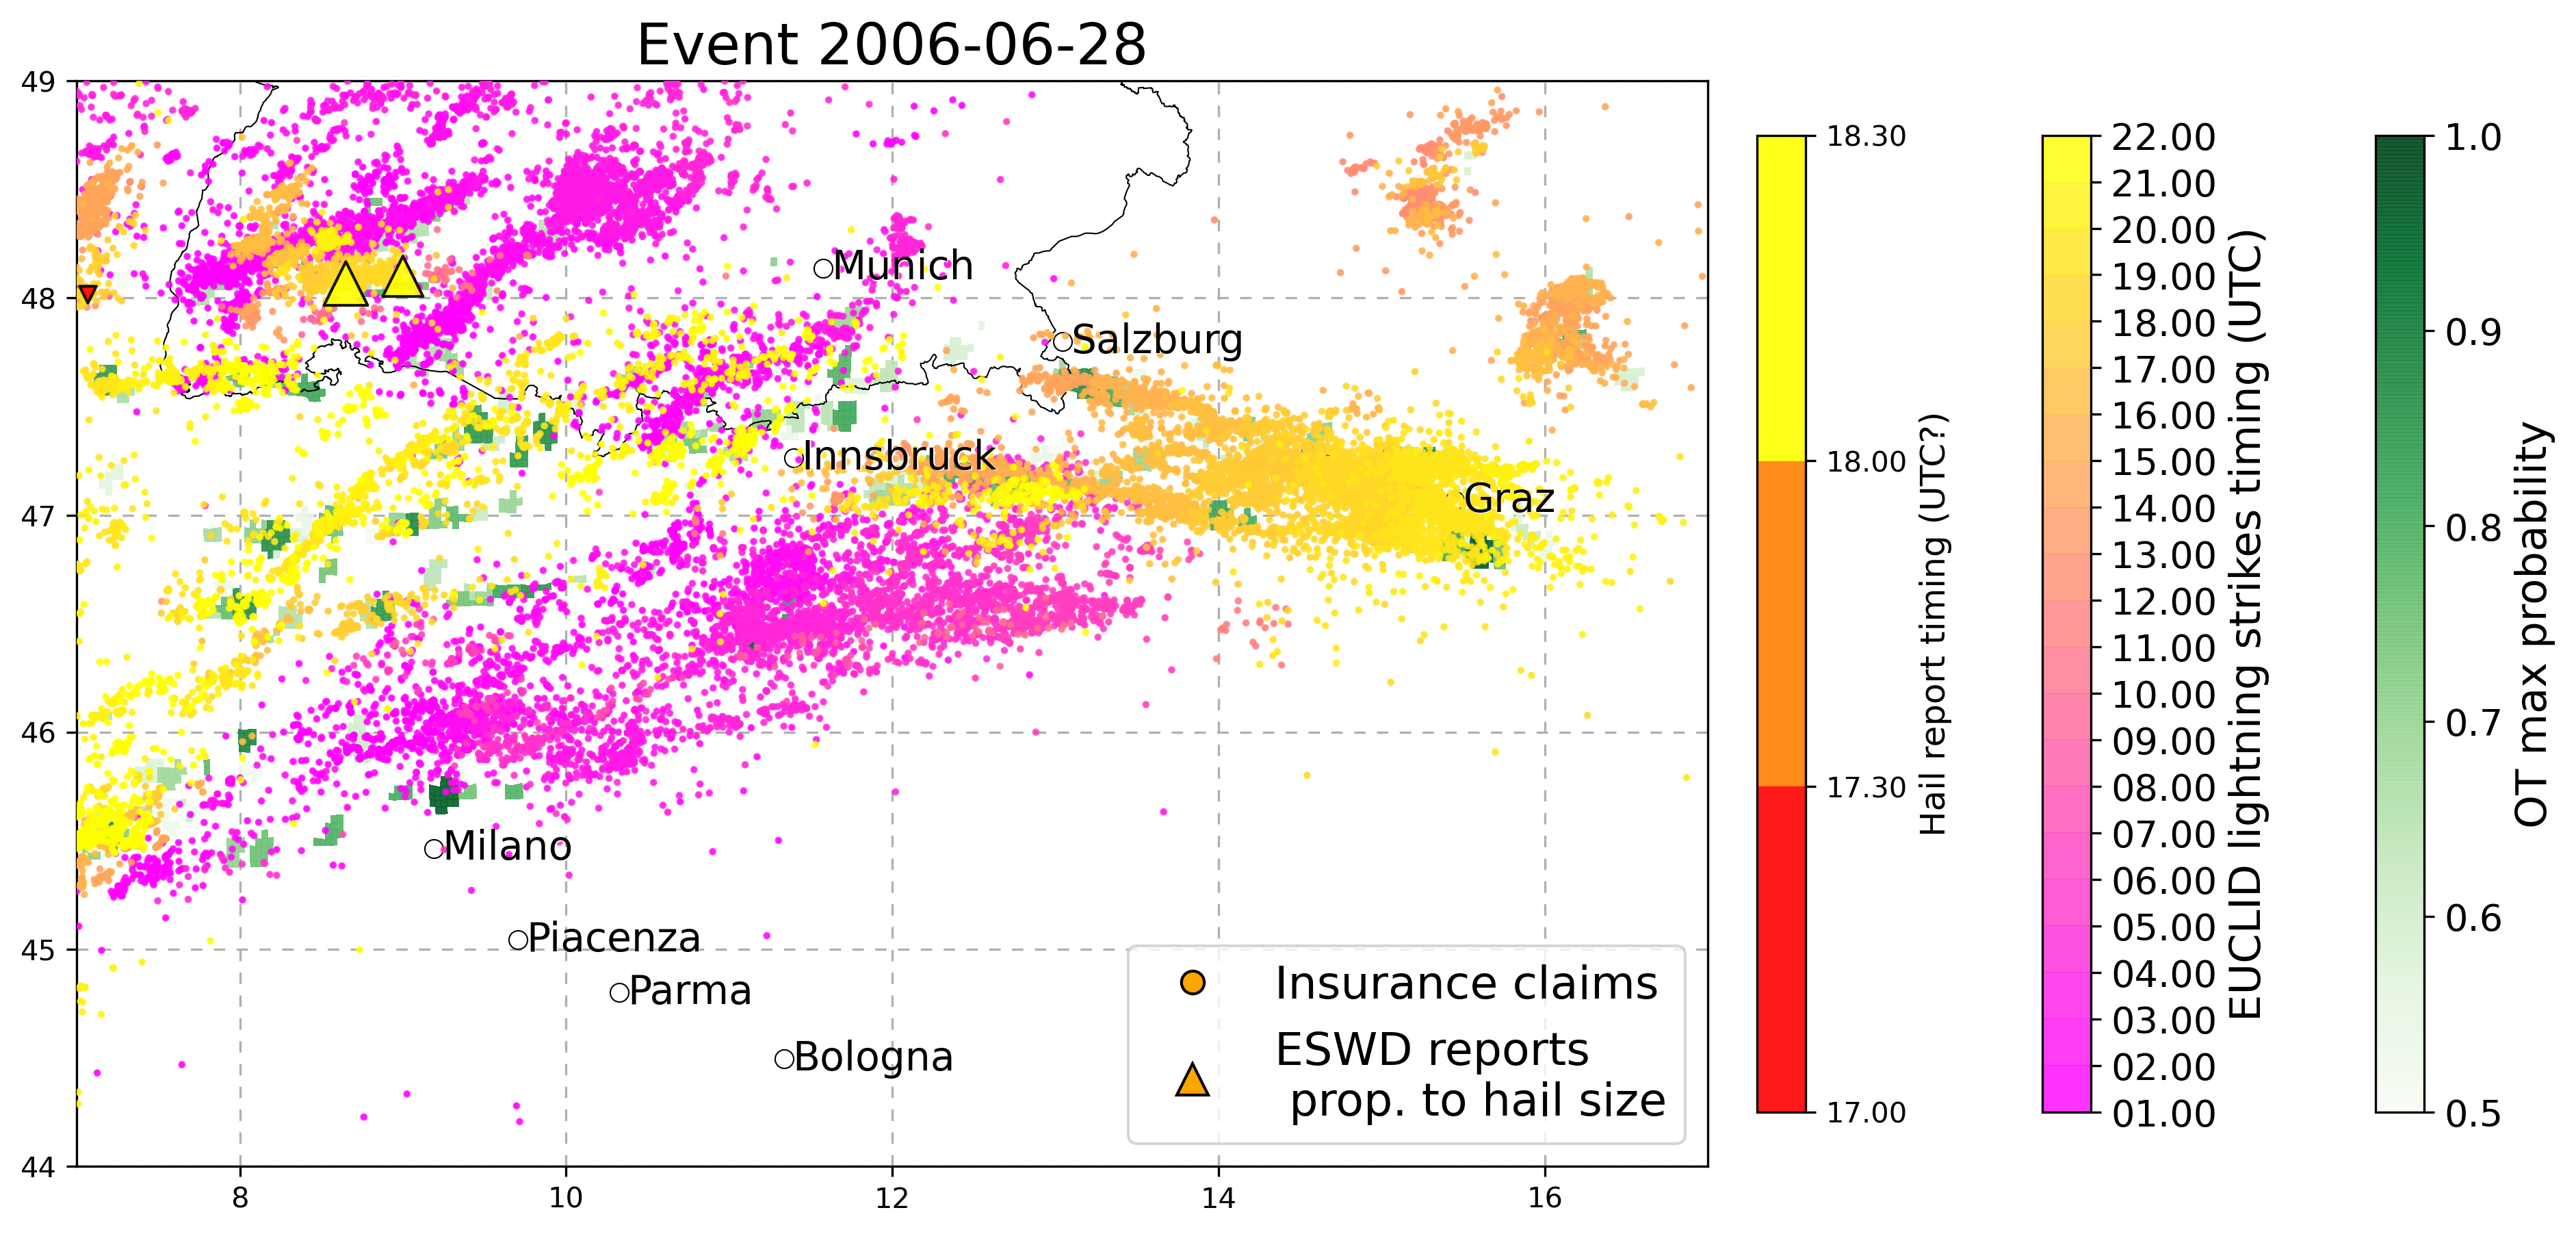 Event 2006-06-28
49
48
47
46
45
44
8
10
12
14
16
Munich
Salzburg
Innsbruck
Graz
Milano
Piacenza
Parma
Bologna
Insurance claims
ESWD reports
prop. to hail size
18.30
18.00
17.30
17.00
Hail report timing (UTC?)
22.00
21.00
20.00
19.00
18.00
17.00
16.00
15.00
14.00
13.00
12.00
11.00
10.00
09.00
08.00
07.00
06.00
05.00
04.00
03.00
02.00
01.00
EUCLID lightning strikes timing (UTC)
1.0
0.9
0.8
0.7
0.6
0.5
OT max probability